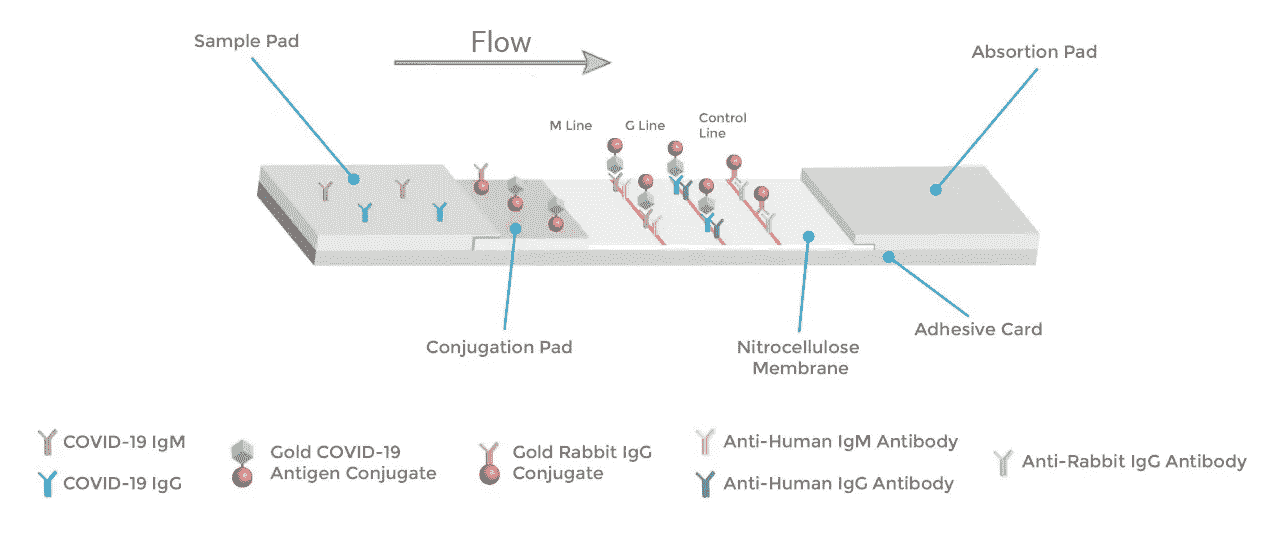 Sample Pad
Flow
Absortion Pad
M Line
G Line
Control
Line
Conjugation Pad
Nitrocellulose
Membrane
Adhesive Card
COVID-19 IgM
COVID-19 IgG
Gold COVID-19
Antigen Conjugate
Gold Rabbit IgG
Conjugate
Anti-Human IgM Antibody
Anti-Human IgG Antibody
Anti-Rabbit IgG Antibody